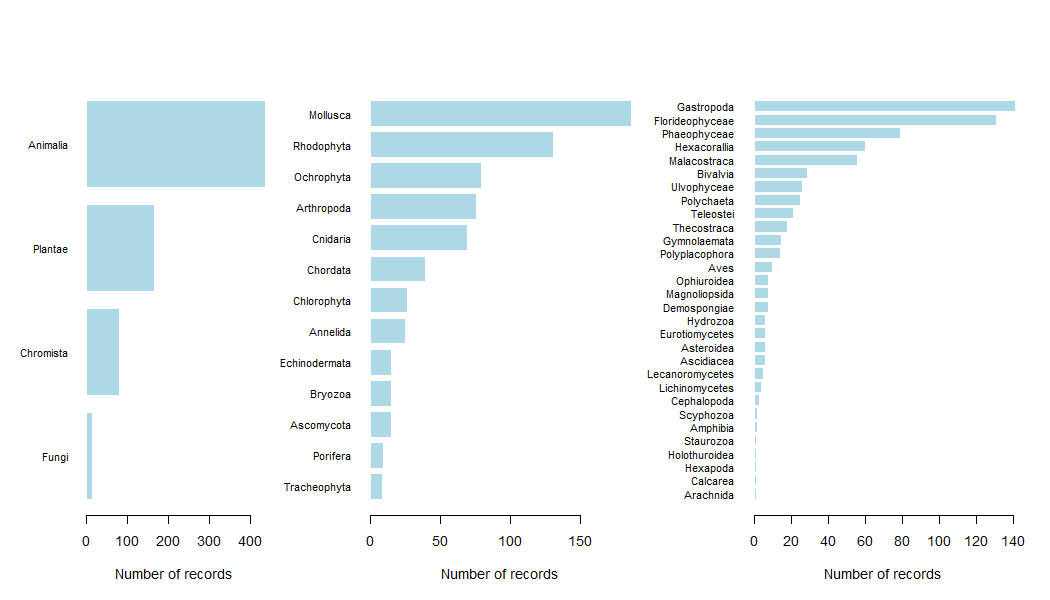 Animalia
Plantae
Chromista
Fungi
0 100 200 300 400
Number of records
Mollusca
Rhodophyta
Ochrophyta
Arthropoda
Cnidaria
Chordata
Chlorophyta
Annelida
Echinodermata
Bryozoa
Ascomycota
Porifera
Tracheophyta
0 50 100 150
Number of records
Gastropoda
Florideophyceae
Phaeophyceae
Hexacorallia
Malacostraca
Bivalvia
Ulvophyceae
Polychaeta
Teleostei
Thecostraca
Gymnolaemata
Polyplacophora
Aves
Ophiuroidea
Magnoliopsida
Demospongiae
Hydrozoa
Eurotiomycetes
Asteroidea
Ascidiacea
Lecanoromycetes
Lichinomycetes
Cephalopoda
Scyphozoa
Amphibia
Staurozoa
Holothuroidea
Hexapoda
Calcarea
Arachnida
0 20 40 60 80 100 120 140
Number of records